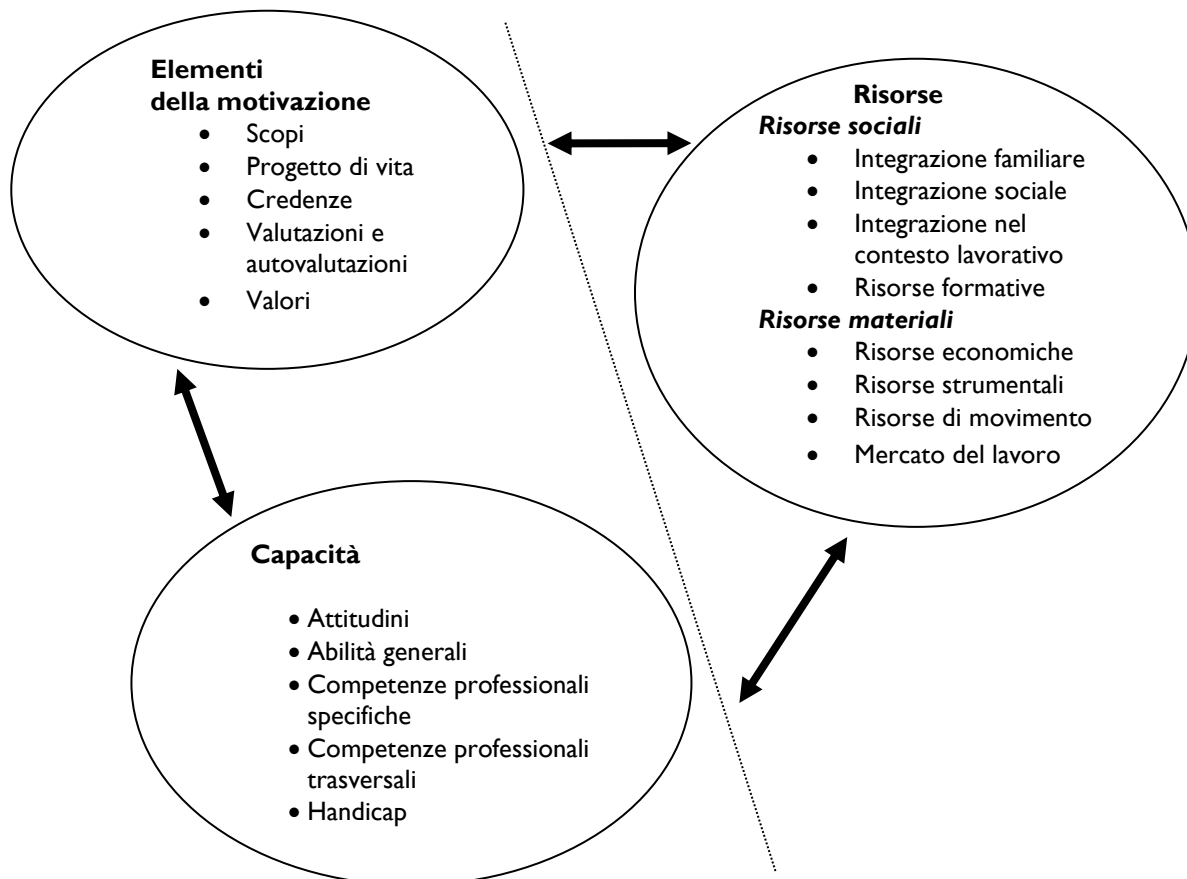 Elementi
della motivazione
• Scopi
• Progetto di vita
• Credenze
• Valutazioni e
autovalutazioni
• Valori
Risorse
Risorse sociali
• Integrazione familiare
• Integrazione sociale
• Integrazione nel
contesto lavorativo
• Risorse formative
Risorse materiali
• Risorse economiche
• Risorse strumentali
• Risorse di movimento
• Mercato del lavoro
Capacità
• Attitudini
• Abilità generali
• Competenze professionali
specifiche
• Competenze professionali
trasversali
• Handicap